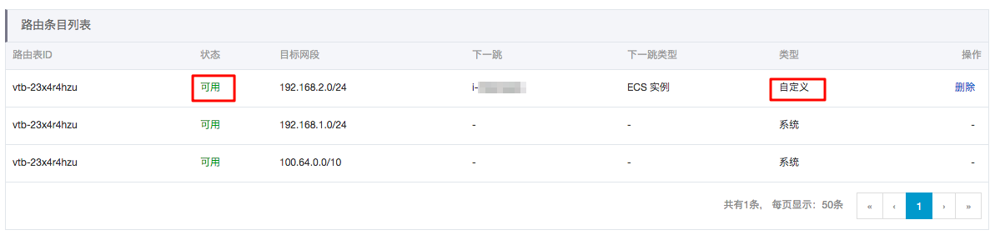 路由条目列表
路由表ID 状态 目标网段 下一跳 下一跳类型 类型 操作
vtb-23x4r4hzu 可用 192.168.2.0/24 i- ECS 实例 自定义 删除
vtb-23x4r4hzu 可用 192.168.1.0/24 - - 系统 -
vtb-23x4r4hzu 可用 100.64.0.0/10 - - 系统 -
共有1条， 每页显示：50条 « ‹ 1 › »